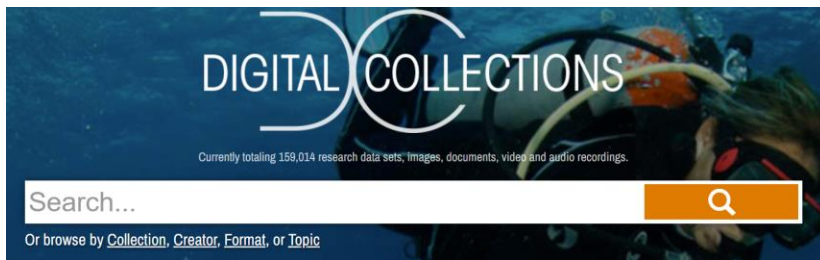 DIGITAL COLLECTIONS
Currently totaling 159,014 research data sets, images, documents, video and audio recordings.
Search...
Or browse by Collection, Creator, Format, or Topic